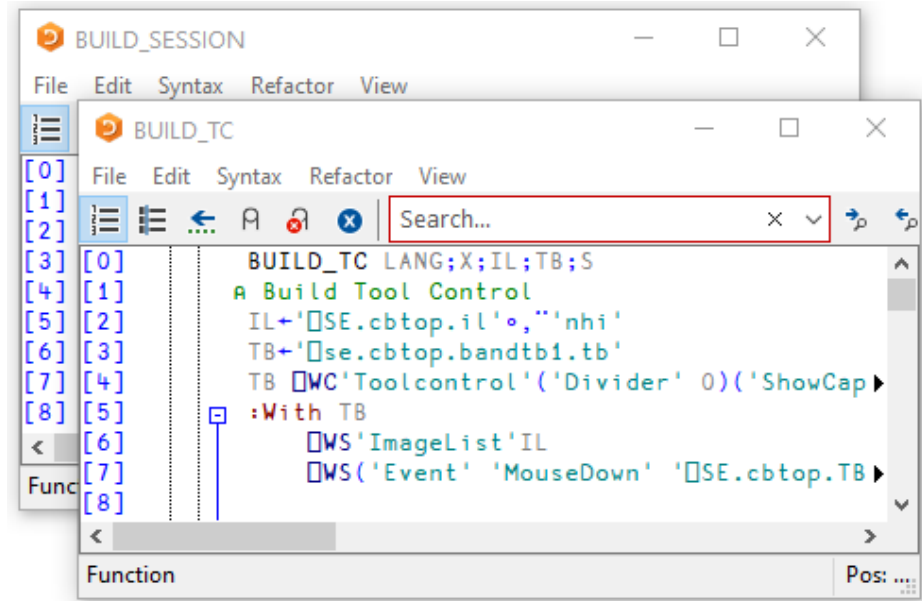 BUILD_SESSION
File Edit Syntax Refactor View
BUILD_TC
File Edit Syntax Refactor View
Search...
[0]
[1]
[2]
[3]
[4]
[5]
[6]
[7]
[8]
Func
[0] BUILD_TC LANG;X;IL;TB;S
[1] ⍝ Build Tool Control
[2] IL←'⎕SE.cbtop.il'∘,¨'nhi'
[3] TB←'⎕se.cbtop.bandtb1.tb'
[4] TB ⎕WC'Toolcontrol'('Divider' 0)('ShowCap
[5] :With TB
[6] ⎕WS'ImageList'IL
[7] ⎕WS('Event' 'MouseDown' '⎕SE.cbtop.TB
[8]
Function Pos: ...